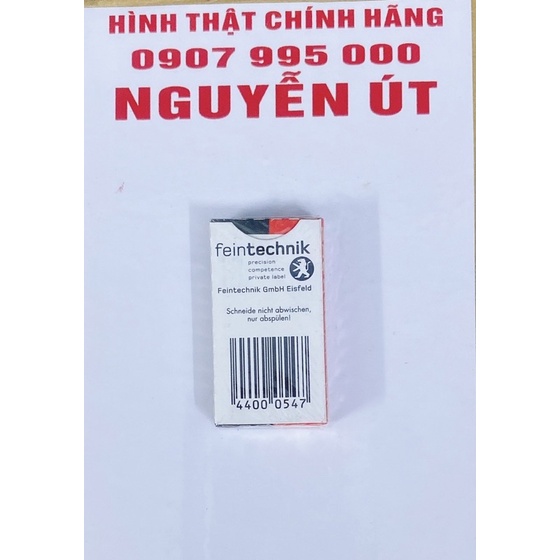 HÌNH THẬT CHÍNH HÃNG
0907 995 000
NGUYỄN ÚT
feintechnik
precision
competence
private label
Feintechnik GmbH Eisfeld
Schneide nicht abwischen,
nur abspülen!
4400 0547